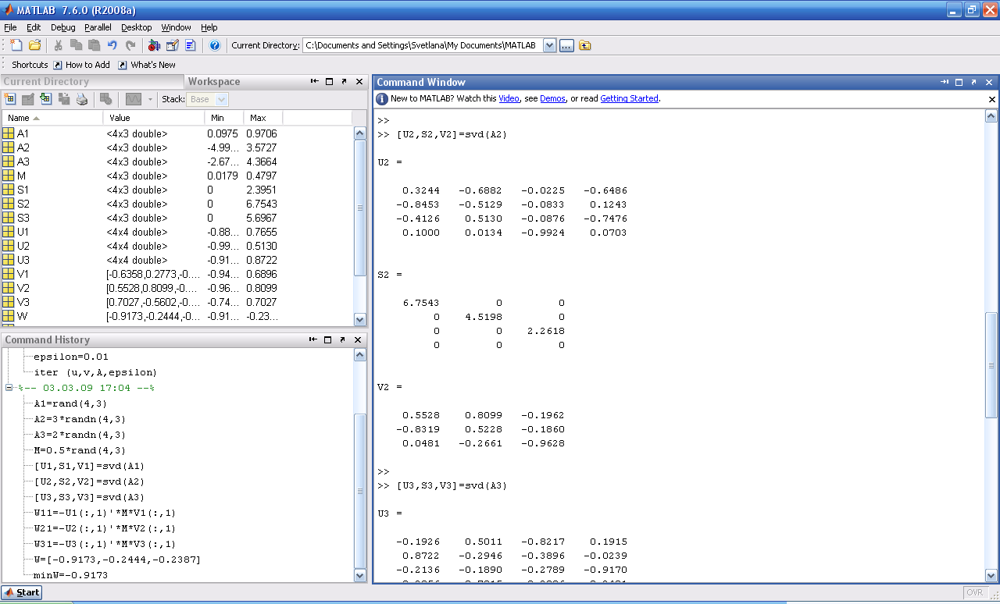 MATLAB 7.6.0 (R2008a)
File Edit Debug Parallel Desktop Window Help
Current Directory: C:\Documents and Settings\Svetlana\My Documents\MATLAB ...
Shortcuts How to Add What's New
Current Directory Workspace
Stack: Base
Name Value Min Max
A1 <4x3 double> 0.0975 0.9706
A2 <4x3 double> -4.99... 3.5727
A3 <4x3 double> -2.67... 4.3664
M <4x3 double> 0.0179 0.4797
S1 <4x3 double> 0 2.3951
S2 <4x3 double> 0 6.7543
S3 <4x3 double> 0 5.6967
U1 <4x4 double> -0.88... 0.7655
U2 <4x4 double> -0.99... 0.5130
U3 <4x4 double> -0.91... 0.8722
V1 [-0.6358,0.2773,-0.... -0.94... 0.6896
V2 [0.5528,0.8099,-0.... -0.96... 0.8099
V3 [0.7027,-0.5602,-0.... -0.74... 0.7027
W [-0.9173,-0.2444,-0... -0.91... -0.23...
Command History
epsilon=0.01
iter (u,v,A,epsilon)
%-- 03.03.09 17:04 --%
A1=rand(4,3)
A2=3*randn(4,3)
A3=2*randn(4,3)
M=0.5*rand(4,3)
[U1,S1,V1]=svd(A1)
[U2,S2,V2]=svd(A2)
[U3,S3,V3]=svd(A3)
W11=-U1(:,1)'*M*V1(:,1)
W21=-U2(:,1)'*M*V2(:,1)
W31=-U3(:,1)'*M*V3(:,1)
W=[-0.9173,-0.2444,-0.2387]
minW=-0.9173
Command Window
New to MATLAB? Watch this Video, see Demos, or read Getting Started.
>>
>> [U2,S2,V2]=svd(A2)
U2 =
0.3244 -0.6882 -0.0225 -0.6486
-0.8453 -0.5129 -0.0833 0.1243
-0.4126 0.5130 -0.0876 -0.7476
0.1000 0.0134 -0.9924 0.0703
S2 =
6.7543 0 0
0 4.5198 0
0 0 2.2618
0 0 0
V2 =
0.5528 0.8099 -0.1962
-0.8319 0.5228 -0.1860
0.0481 -0.2661 -0.9628
>>
>> [U3,S3,V3]=svd(A3)
U3 =
-0.1926 0.5011 -0.8217 0.1915
0.8722 -0.2946 -0.3896 -0.0239
-0.2136 -0.1890 -0.2789 -0.9170
Start
OVR